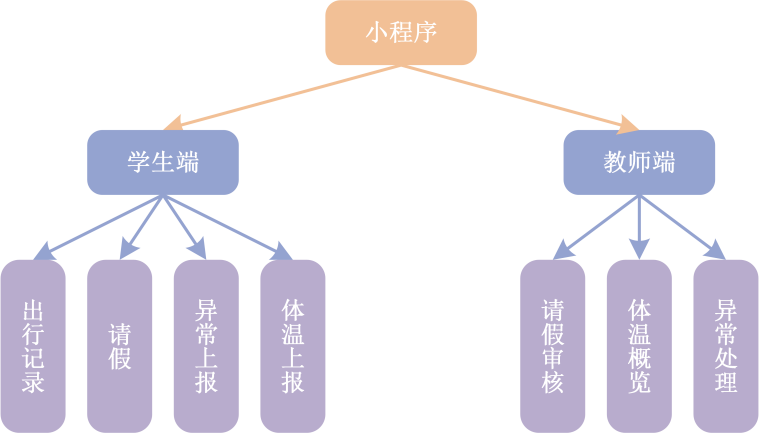 小程序
学生端
教师端
出行记录
请假
异常上报
体温上报
请假审核
体温概览
异常处理